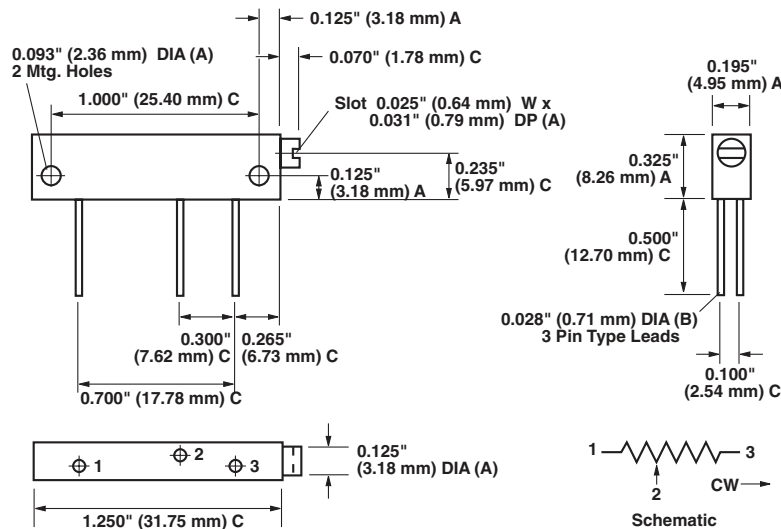 0.125" (3.18 mm) A
0.093" (2.36 mm) DIA (A)
2 Mtg. Holes
0.070" (1.78 mm) C
1.000" (25.40 mm) C
Slot 0.025" (0.64 mm) W x
0.031" (0.79 mm) DP (A)
0.235"
(5.97 mm) C
0.125"
(3.18 mm) A
0.195"
(4.95 mm) A
0.325"
(8.26 mm) A
0.500"
(12.70 mm) C
0.028" (0.71 mm) DIA (B)
3 Pin Type Leads
0.100"
(2.54 mm) C
0.300"
(7.62 mm) C
0.265"
(6.73 mm) C
0.700" (17.78 mm) C
1
2
3
0.125"
(3.18 mm) DIA (A)
1.250" (31.75 mm) C
1
3
2
CW
Schematic